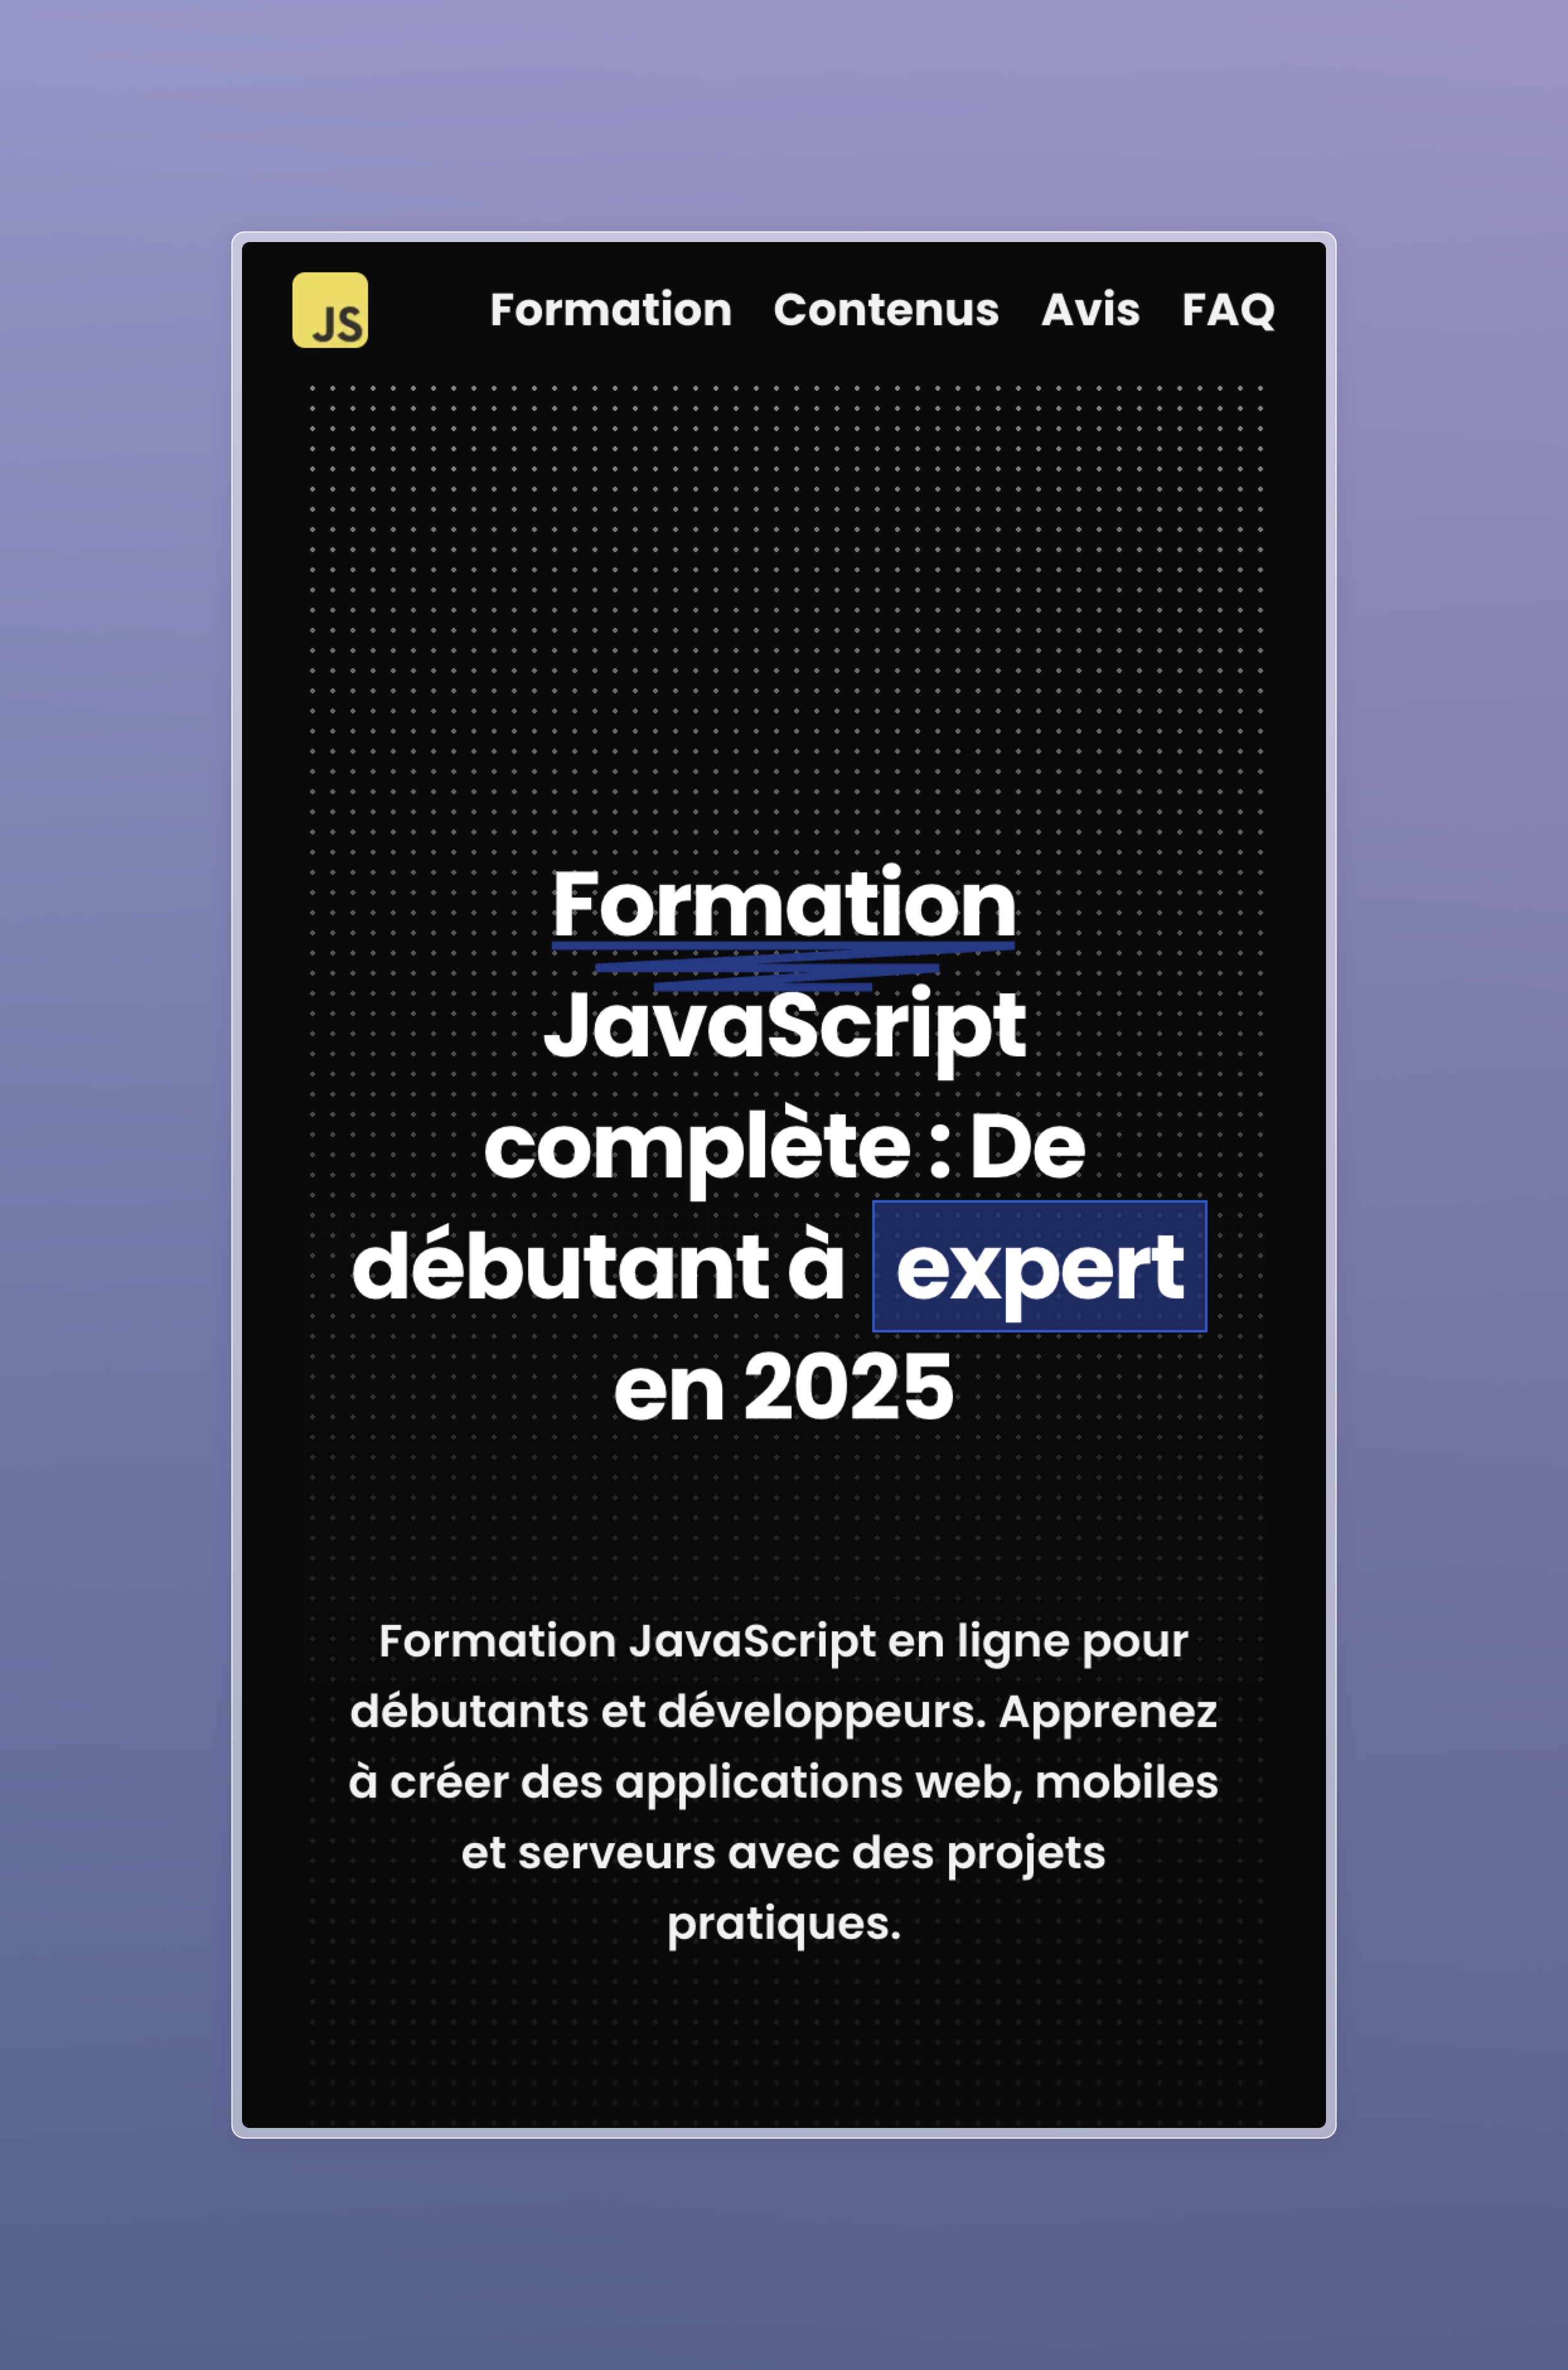 JS
Formation Contenus Avis FAQ
Formation
JavaScript
complète : De
débutant à expert
en 2025
Formation JavaScript en ligne pour
débutants et développeurs. Apprenez
à créer des applications web, mobiles
et serveurs avec des projets
pratiques.